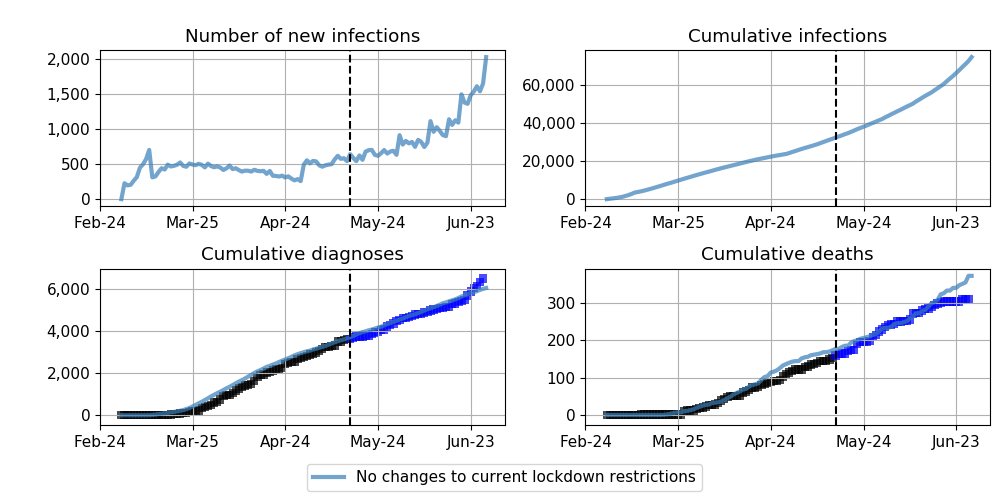 Number of new infections
Cumulative infections
2,000
1,500
1,000
500
0
Feb-24 Mar-25 Apr-24 May-24 Jun-23
60,000
40,000
20,000
0
Feb-24 Mar-25 Apr-24 May-24 Jun-23
Cumulative diagnoses
Cumulative deaths
6,000
4,000
2,000
0
Feb-24 Mar-25 Apr-24 May-24 Jun-23
300
200
100
0
Feb-24 Mar-25 Apr-24 May-24 Jun-23
No changes to current lockdown restrictions